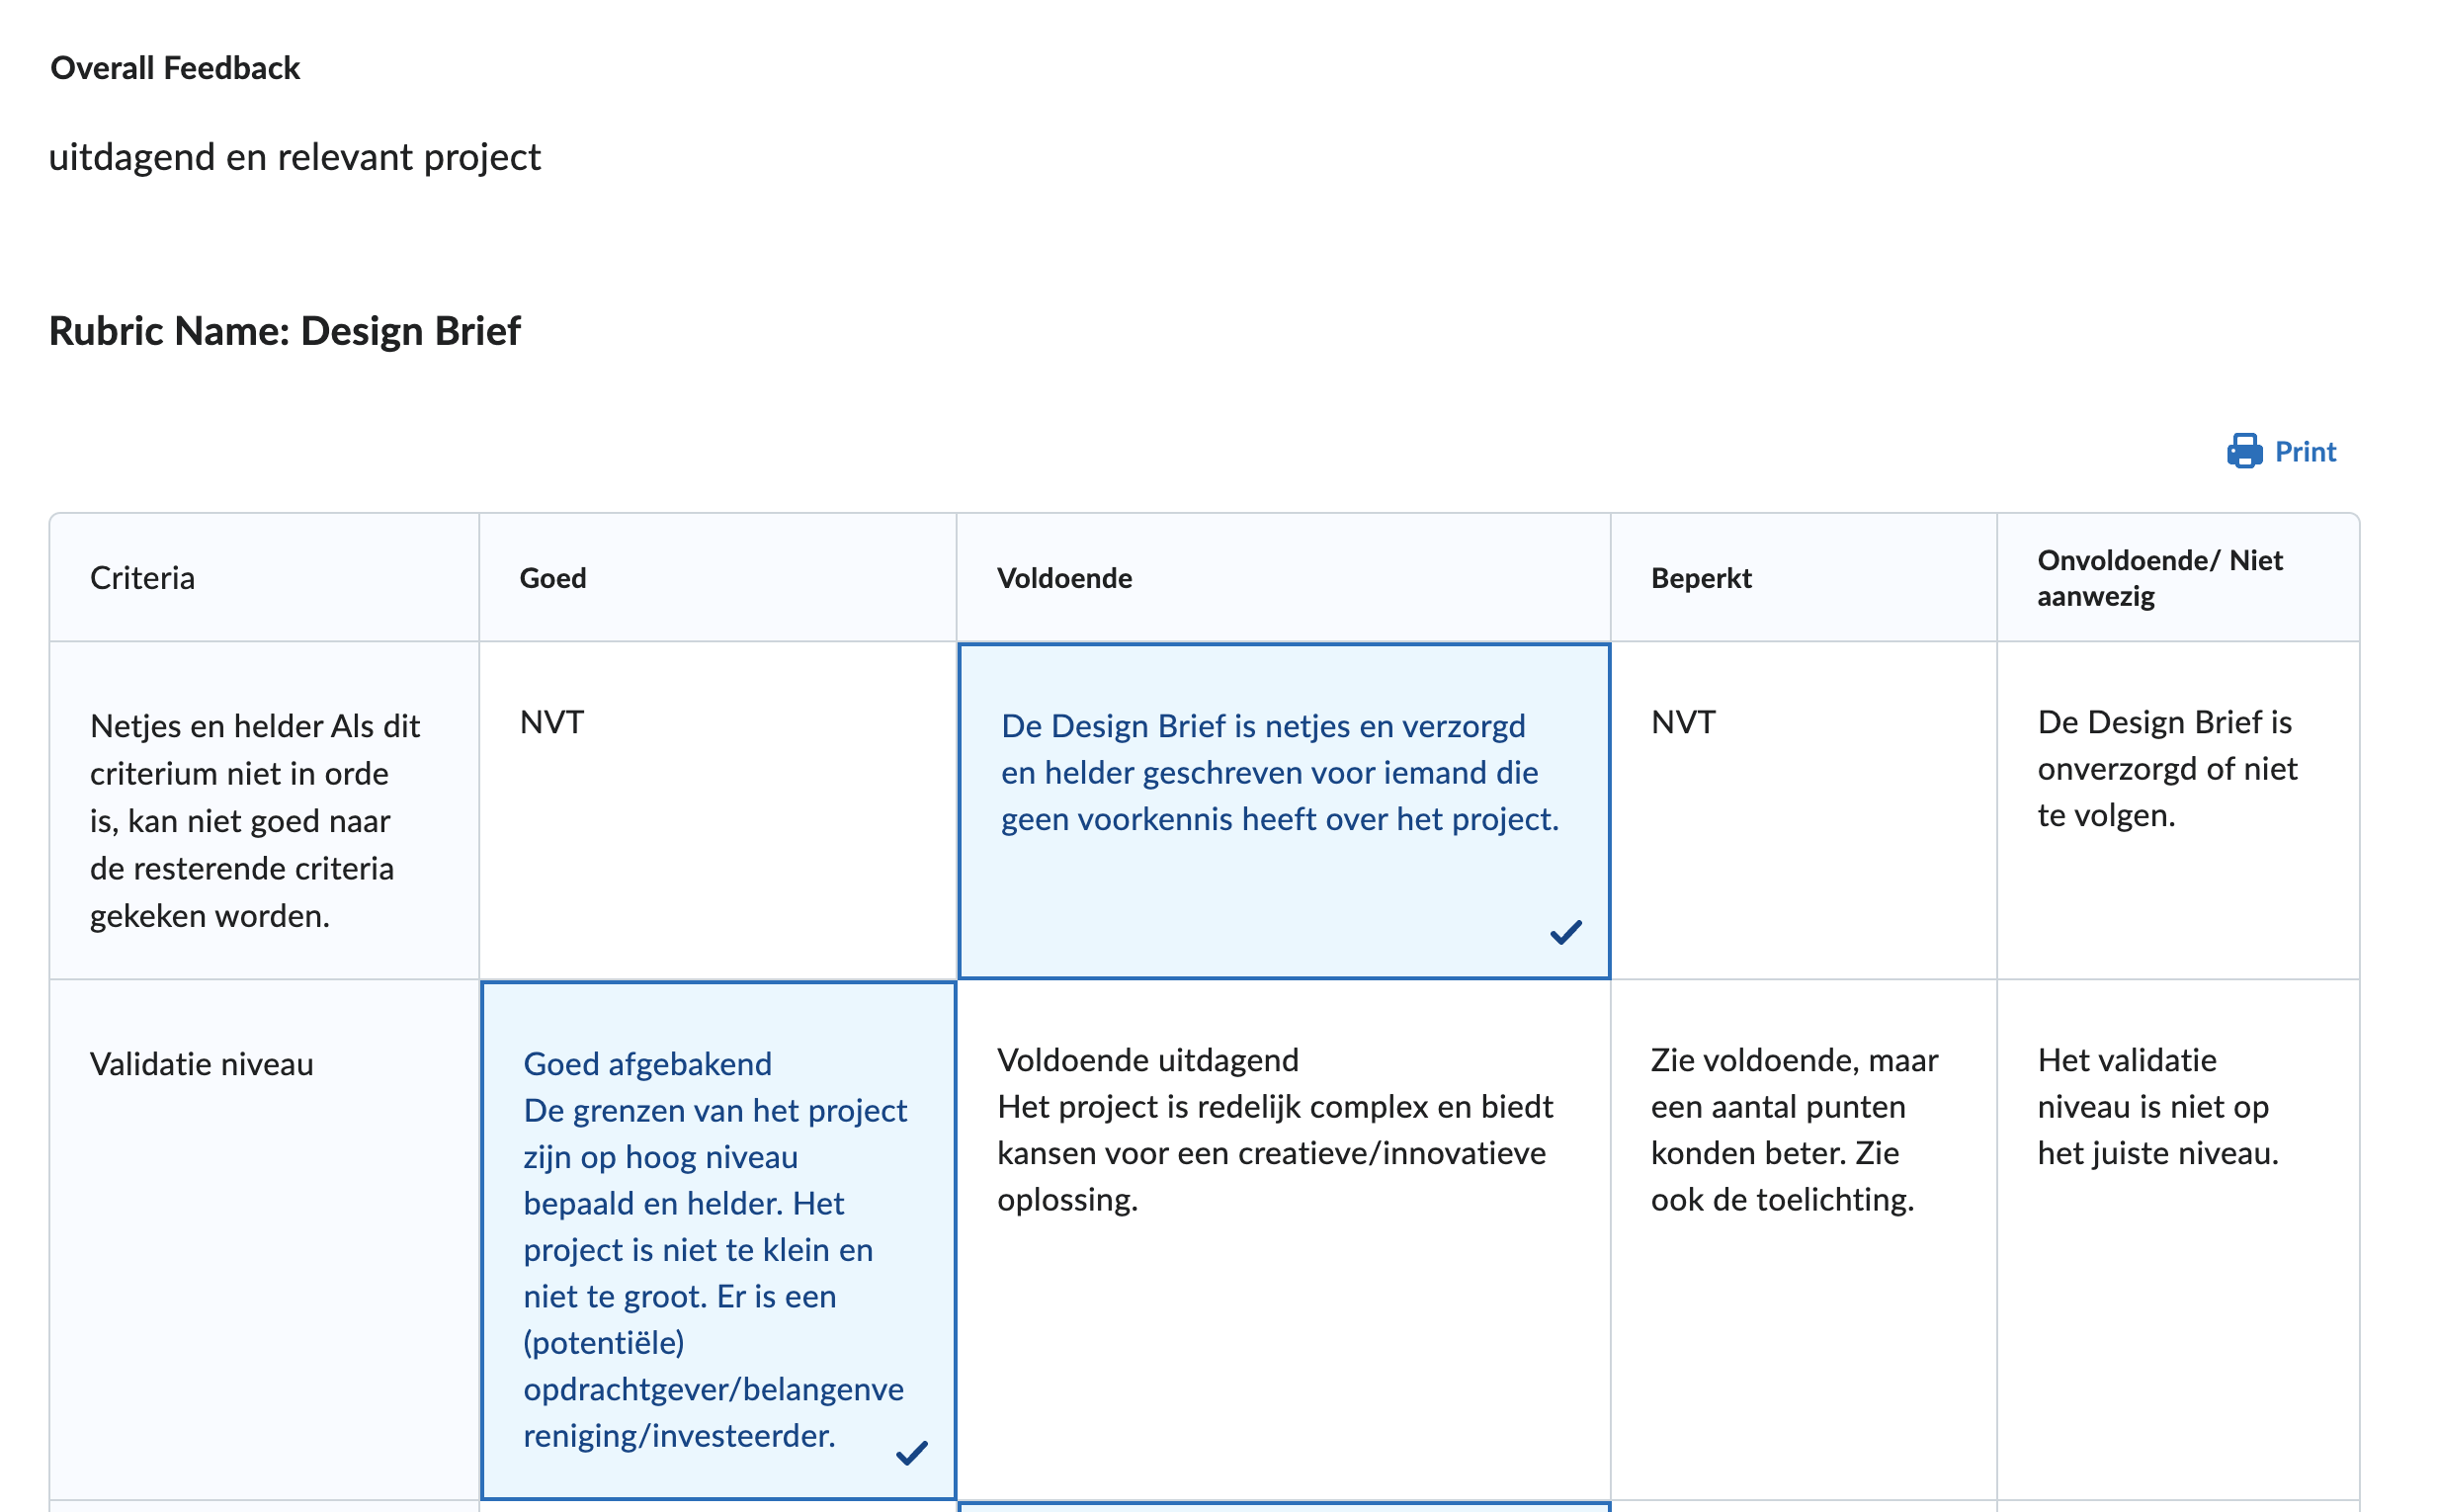 Overall Feedback
uitdagend en relevant project
Rubric Name: Design Brief
Print
Criteria
Goed
Voldoende
Beperkt
Onvoldoende/ Niet
aanwezig
Netjes en helder Als dit
criterium niet in orde
is, kan niet goed naar
de resterende criteria
gekeken worden.
NVT
De Design Brief is netjes en verzorgd
en helder geschreven voor iemand die
geen voorkennis heeft over het project.
NVT
De Design Brief is
onverzorgd of niet
te volgen.
Validatie niveau
Goed afgebakend
De grenzen van het project
zijn op hoog niveau
bepaald en helder. Het
project is niet te klein en
niet te groot. Er is een
(potentiële)
opdrachtgever/belangenve
reniging/investeerder.
Voldoende uitdagend
Het project is redelijk complex en biedt
kansen voor een creatieve/innovatieve
oplossing.
Zie voldoende, maar
een aantal punten
konden beter. Zie
ook de toelichting.
Het validatie
niveau is niet op
het juiste niveau.